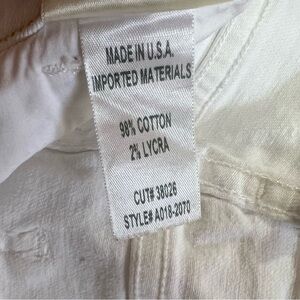 MADE IN U.S.A.
IMPORTED MATERIALS
98% COTTON
2% LYCRA
CUT# 38026
STYLE# A018-2070